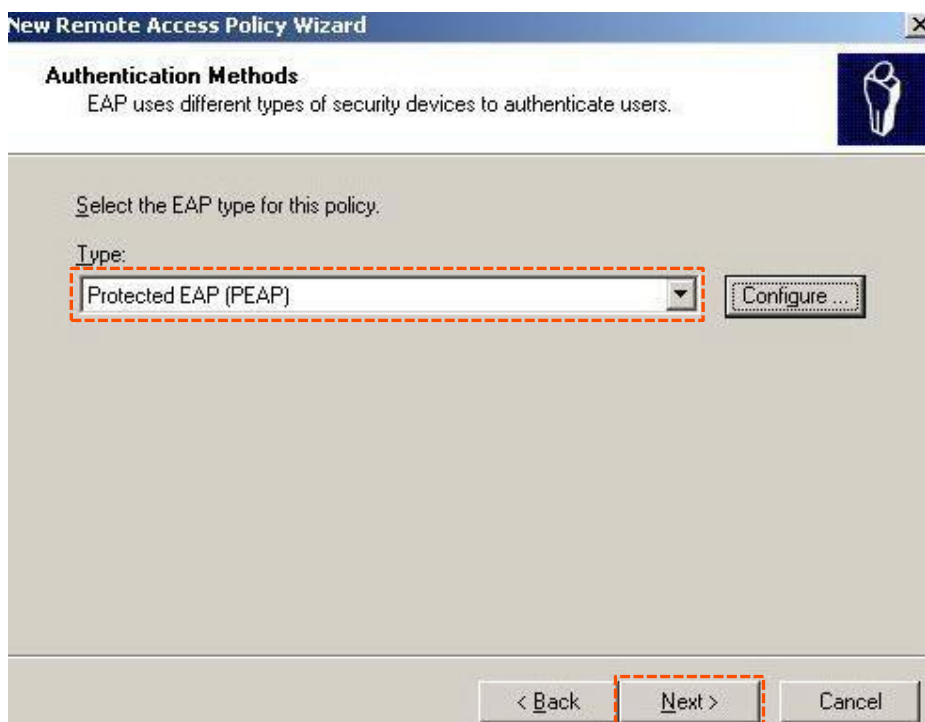 New Remote Access Policy Wizard
Authentication Methods
EAP uses different types of security devices to authenticate users.
Select the EAP type for this policy.
Type:
Protected EAP (PEAP)
Configure ...
< Back
Next >
Cancel